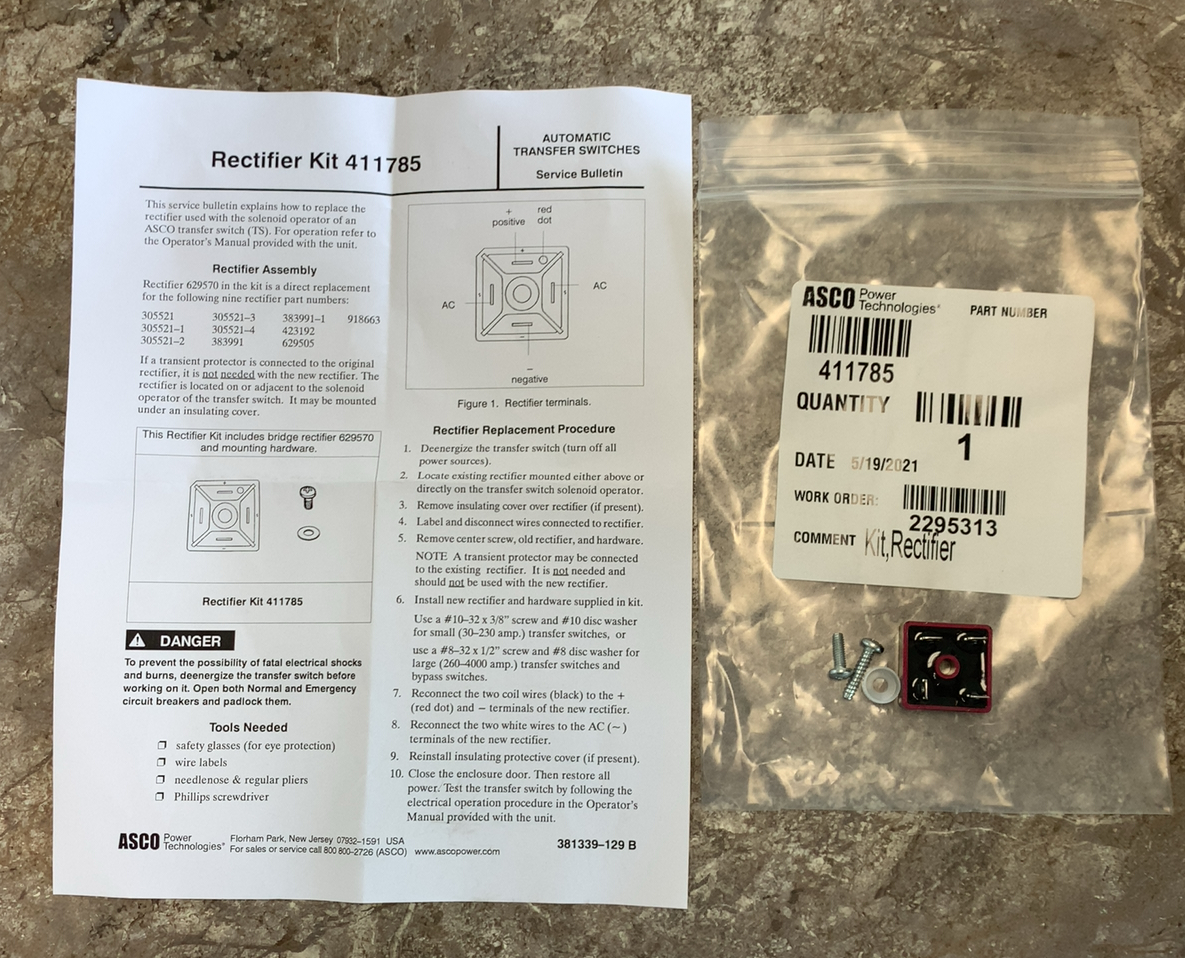 Rectifier Kit 411785
AUTOMATIC
TRANSFER SWITCHES
Service Bulletin
This service bulletin explains how to replace the
rectifier used with the solenoid operator of an
ASCO transfer switch (TS). For operation refer to
the Operator's Manual provided with the unit.
Rectifier Assembly
Rectifier 629570 in the kit is a direct replacement
for the following nine rectifier part numbers:
305521 305521–3 383991–1 918663
305521–1 305521–4 423192
305521–2 383991 629505
If a transient protector is connected to the original
rectifier, it is not needed with the new rectifier. The
rectifier is located on or adjacent to the solenoid
operator of the transfer switch. It may be mounted
under an insulating cover.
This Rectifier Kit includes bridge rectifier 629570
and mounting hardware.
Rectifier Kit 411785
DANGER
To prevent the possibility of fatal electrical shocks
and burns, deenergize the transfer switch before
working on it. Open both Normal and Emergency
circuit breakers and padlock them.
Tools Needed
❒ safety glasses (for eye protection)
❒ wire labels
❒ needlenose & regular pliers
❒ Phillips screwdriver
+
positive
red
dot
AC
AC
–
negative
Figure 1. Rectifier terminals.
Rectifier Replacement Procedure
1. Deenergize the transfer switch (turn off all
power sources).
2. Locate existing rectifier mounted either above or
directly on the transfer switch solenoid operator.
3. Remove insulating cover over rectifier (if present).
4. Label and disconnect wires connected to rectifier.
5. Remove center screw, old rectifier, and hardware.
NOTE A transient protector may be connected
to the existing rectifier. It is not needed and
should not be used with the new rectifier.
6. Install new rectifier and hardware supplied in kit.
Use a #10–32 x 3/8" screw and #10 disc washer
for small (30–230 amp.) transfer switches, or
use a #8–32 x 1/2" screw and #8 disc washer for
large (260–4000 amp.) transfer switches and
bypass switches.
7. Reconnect the two coil wires (black) to the +
(red dot) and – terminals of the new rectifier.
8. Reconnect the two white wires to the AC (~)
terminals of the new rectifier.
9. Reinstall insulating protective cover (if present).
10. Close the enclosure door. Then restore all
power. Test the transfer switch by following the
electrical operation procedure in the Operator's
Manual provided with the unit.
ASCO Power Technologies®
Florham Park, New Jersey 07932–1591 USA
For sales or service call 800 800–2726 (ASCO) www.ascopower.com
381339–129 B
ASCO Power Technologies®
PART NUMBER
411785
QUANTITY
1
DATE 5/19/2021
WORK ORDER:
2295313
COMMENT Kit,Rectifier